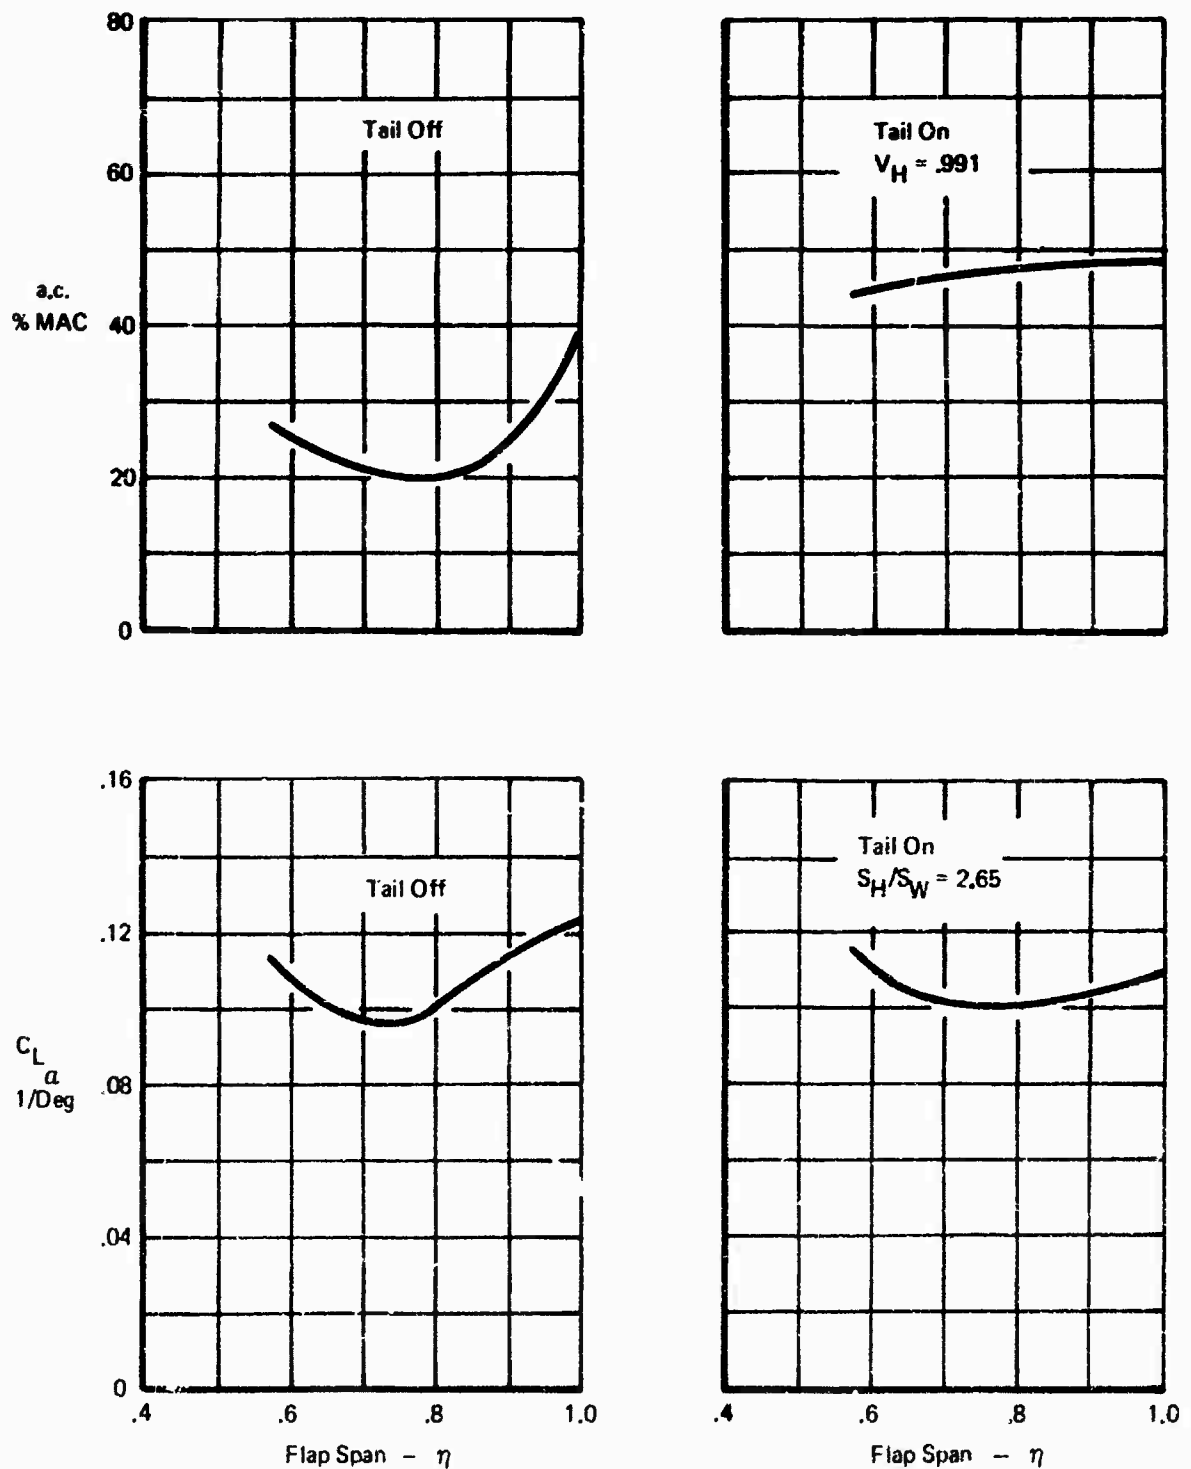 80
60
40
20
0
a.c.
% MAC
Tail Off
Tail On
V_H = .991
.16
.12
.08
.04
0
C_Lα
1/Deg
Tail Off
.4
.6
.8
1.0
Flap Span – η
Tail On
S_H/S_W = 2.65
.4
.6
.8
1.0
Flap Span – η